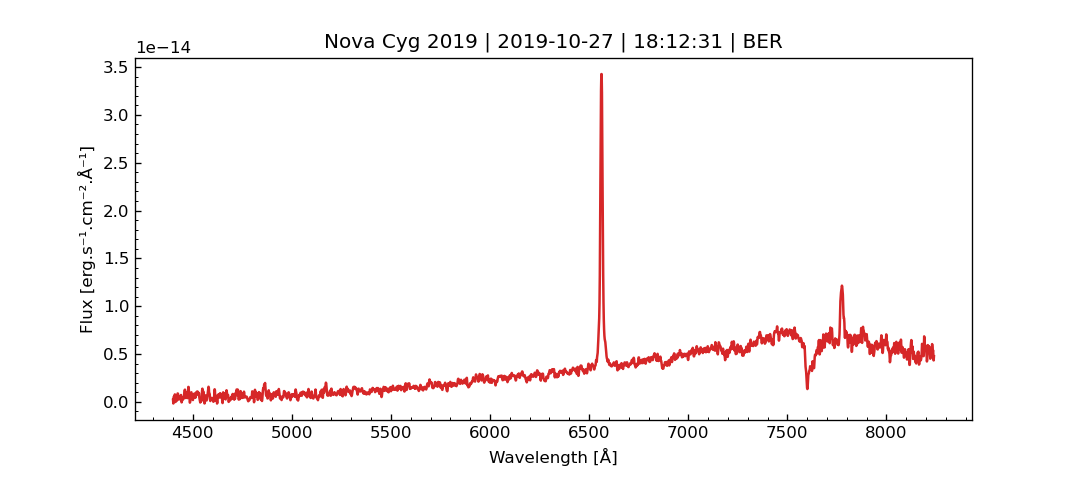 Nova Cyg 2019 | 2019-10-27 | 18:12:31 | BER
1e−14
3.5
3.0
2.5
2.0
1.5
1.0
0.5
0.0
Flux [erg.s⁻¹.cm⁻².Å⁻¹]
4500 5000 5500 6000 6500 7000 7500 8000
Wavelength [Å]